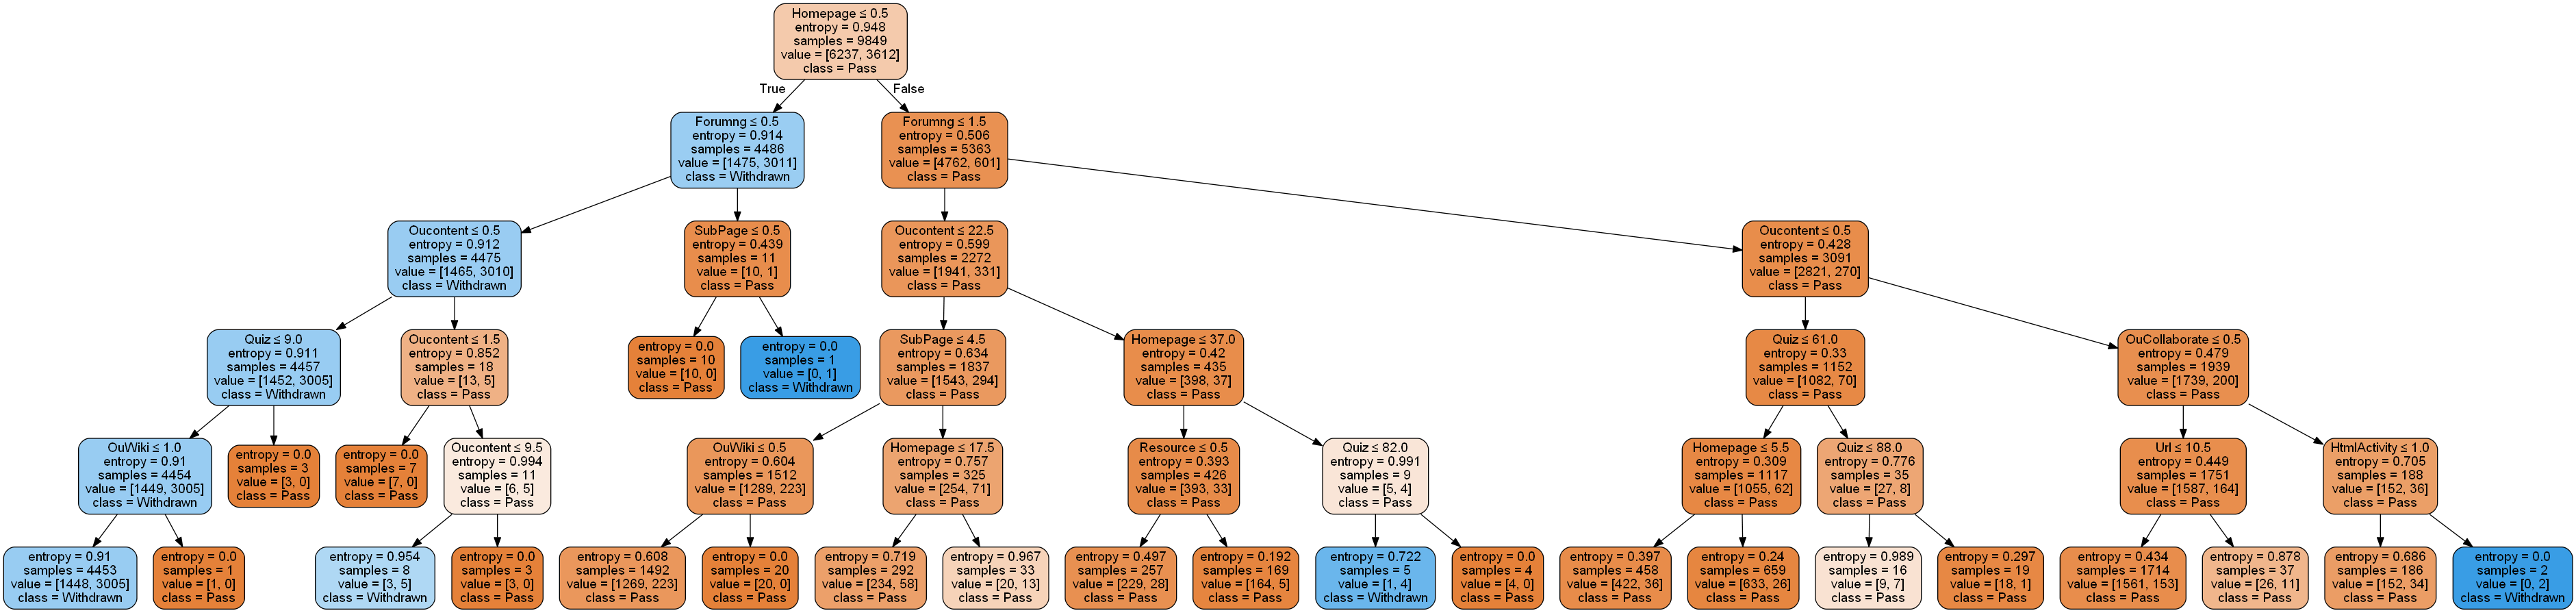 Homepage ≤ 0.5
entropy = 0.948
samples = 9849
value = [6237, 3612]
class = Pass
True
False
Forumng ≤ 0.5
entropy = 0.914
samples = 4486
value = [1475, 3011]
class = Withdrawn
Forumng ≤ 1.5
entropy = 0.506
samples = 5363
value = [4762, 601]
class = Pass
Oucontent ≤ 0.5
entropy = 0.912
samples = 4475
value = [1465, 3010]
class = Withdrawn
SubPage ≤ 0.5
entropy = 0.439
samples = 11
value = [10, 1]
class = Pass
Oucontent ≤ 22.5
entropy = 0.599
samples = 2272
value = [1941, 331]
class = Pass
Oucontent ≤ 0.5
entropy = 0.428
samples = 3091
value = [2821, 270]
class = Pass
Quiz ≤ 9.0
entropy = 0.911
samples = 4457
value = [1452, 3005]
class = Withdrawn
Oucontent ≤ 1.5
entropy = 0.852
samples = 18
value = [13, 5]
class = Pass
entropy = 0.0
samples = 10
value = [10, 0]
class = Pass
entropy = 0.0
samples = 1
value = [0, 1]
class = Withdrawn
SubPage ≤ 4.5
entropy = 0.634
samples = 1837
value = [1543, 294]
class = Pass
Homepage ≤ 37.0
entropy = 0.42
samples = 435
value = [398, 37]
class = Pass
Quiz ≤ 61.0
entropy = 0.33
samples = 1152
value = [1082, 70]
class = Pass
OuCollaborate ≤ 0.5
entropy = 0.479
samples = 1939
value = [1739, 200]
class = Pass
OuWiki ≤ 1.0
entropy = 0.91
samples = 4454
value = [1449, 3005]
class = Withdrawn
entropy = 0.0
samples = 3
value = [3, 0]
class = Pass
entropy = 0.0
samples = 7
value = [7, 0]
class = Pass
Oucontent ≤ 9.5
entropy = 0.994
samples = 11
value = [6, 5]
class = Pass
OuWiki ≤ 0.5
entropy = 0.604
samples = 1512
value = [1289, 223]
class = Pass
Homepage ≤ 17.5
entropy = 0.757
samples = 325
value = [254, 71]
class = Pass
Resource ≤ 0.5
entropy = 0.393
samples = 426
value = [393, 33]
class = Pass
Quiz ≤ 82.0
entropy = 0.991
samples = 9
value = [5, 4]
class = Pass
Homepage ≤ 5.5
entropy = 0.309
samples = 1117
value = [1055, 62]
class = Pass
Quiz ≤ 88.0
entropy = 0.776
samples = 35
value = [27, 8]
class = Pass
Url ≤ 10.5
entropy = 0.449
samples = 1751
value = [1587, 164]
class = Pass
HtmlActivity ≤ 1.0
entropy = 0.705
samples = 188
value = [152, 36]
class = Pass
entropy = 0.91
samples = 4453
value = [1448, 3005]
class = Withdrawn
entropy = 0.0
samples = 1
value = [1, 0]
class = Pass
entropy = 0.954
samples = 8
value = [3, 5]
class = Withdrawn
entropy = 0.0
samples = 3
value = [3, 0]
class = Pass
entropy = 0.608
samples = 1492
value = [1269, 223]
class = Pass
entropy = 0.0
samples = 20
value = [20, 0]
class = Pass
entropy = 0.719
samples = 292
value = [234, 58]
class = Pass
entropy = 0.967
samples = 33
value = [20, 13]
class = Pass
entropy = 0.497
samples = 257
value = [229, 28]
class = Pass
entropy = 0.192
samples = 169
value = [164, 5]
class = Pass
entropy = 0.722
samples = 5
value = [1, 4]
class = Withdrawn
entropy = 0.0
samples = 4
value = [4, 0]
class = Pass
entropy = 0.397
samples = 458
value = [422, 36]
class = Pass
entropy = 0.24
samples = 659
value = [633, 26]
class = Pass
entropy = 0.989
samples = 16
value = [9, 7]
class = Pass
entropy = 0.297
samples = 19
value = [18, 1]
class = Pass
entropy = 0.434
samples = 1714
value = [1561, 153]
class = Pass
entropy = 0.878
samples = 37
value = [26, 11]
class = Pass
entropy = 0.686
samples = 186
value = [152, 34]
class = Pass
entropy = 0.0
samples = 2
value = [0, 2]
class = Withdrawn